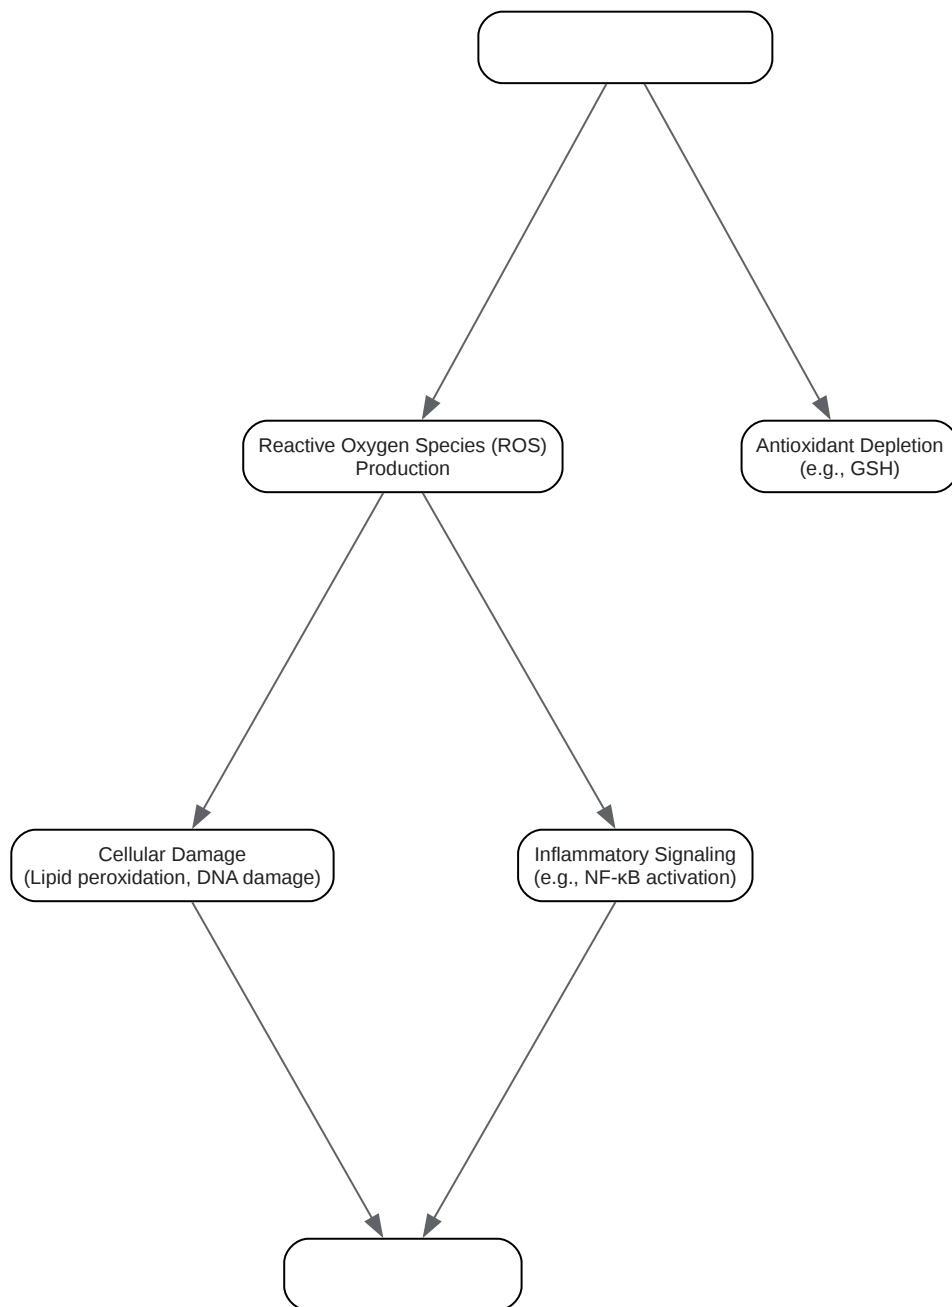 Reactive Oxygen Species (ROS)
Production
Antioxidant Depletion
(e.g., GSH)
Cellular Damage
(Lipid peroxidation, DNA damage)
Inflammatory Signaling
(e.g., NF-κB activation)